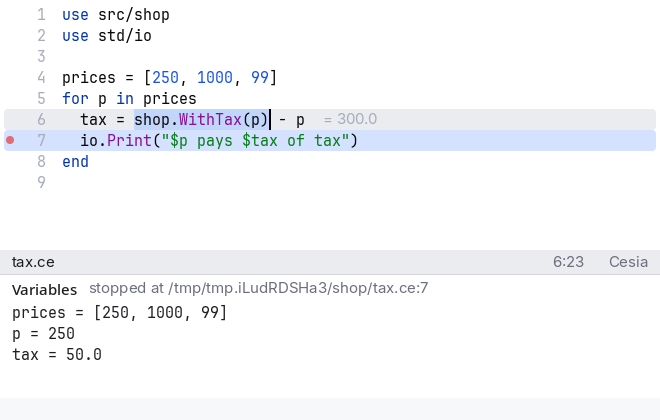 1 use src/shop
2 use std/io
3
4 prices = [250, 1000, 99]
5 for p in prices
6   tax = shop.WithTax(p) - p  = 300.0
7   io.Print("$p pays $tax of tax")
8 end
9
tax.ce 6:23 Cesia
Variables stopped at /tmp/tmp.iLudRDSHa3/shop/tax.ce:7
prices = [250, 1000, 99]
p = 250
tax = 50.0